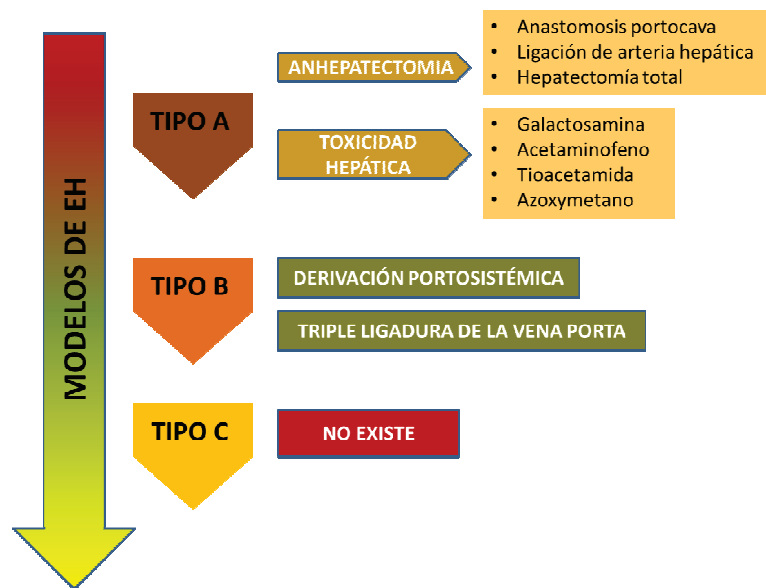 MODELOS DE EH
TIPO A
ANHEPATECTOMIA
• Anastomosis portocava
• Ligación de arteria hepática
• Hepatectomía total
TOXICIDAD
HEPÁTICA
• Galactosamina
• Acetaminofeno
• Tioacetamida
• Azoxymetano
TIPO B
DERIVACIÓN PORTOSISTÉMICA
TRIPLE LIGADURA DE LA VENA PORTA
TIPO C
NO EXISTE